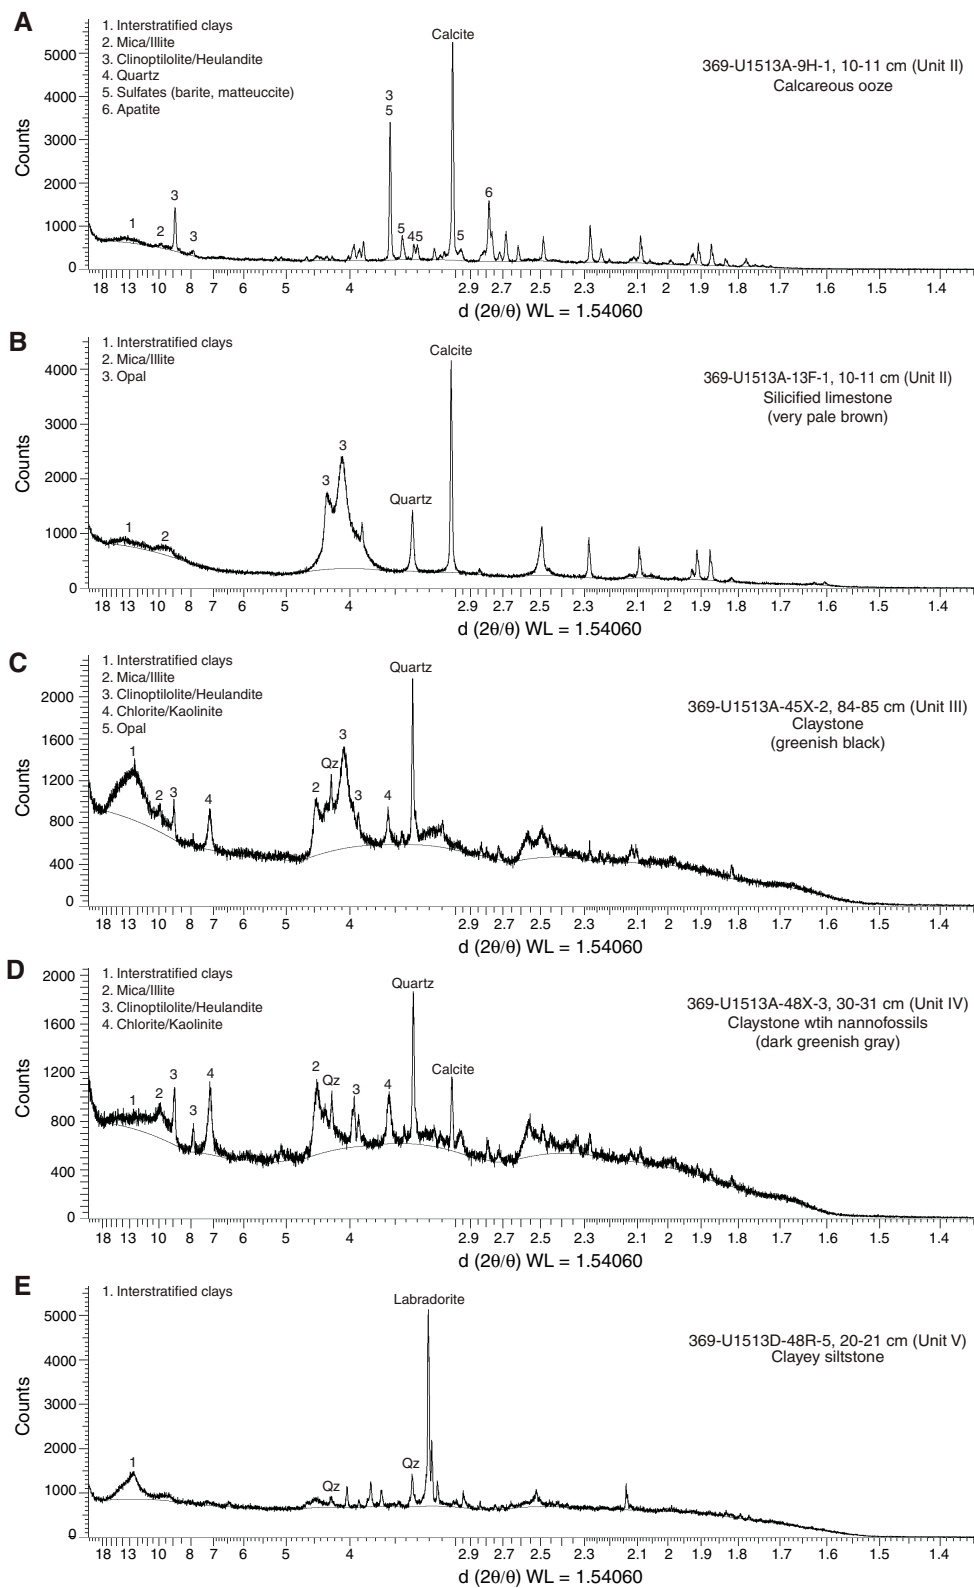 A
1. Interstratified clays
2. Mica/Illite
3. Clinoptilolite/Heulandite
4. Quartz
5. Sulfates (barite, matteuccite)
6. Apatite
Calcite
369-U1513A-9H-1, 10-11 cm (Unit II)
Calcareous ooze
Counts
5000
4000
3000
2000
1000
0
1
2
3
3
3
5
5
45
5
6
18 13 10 8 7 6 5 4 2.9 2.7 2.5 2.3 2.1 2 1.9 1.8 1.7 1.6 1.5 1.4
d (2θ/θ) WL = 1.54060
B
1. Interstratified clays
2. Mica/Illite
3. Opal
Calcite
369-U1513A-13F-1, 10-11 cm (Unit II)
Silicified limestone
(very pale brown)
Counts
4000
3000
2000
1000
0
1
2
3
3
Quartz
18 13 10 8 7 6 5 4 2.9 2.7 2.5 2.3 2.1 2 1.9 1.8 1.7 1.6 1.5 1.4
d (2θ/θ) WL = 1.54060
C
1. Interstratified clays
2. Mica/Illite
3. Clinoptilolite/Heulandite
4. Chlorite/Kaolinite
5. Opal
Quartz
369-U1513A-45X-2, 84-85 cm (Unit III)
Claystone
(greenish black)
Counts
2000
1600
1200
800
400
0
1
2
3
4
2
Qz
3
3
4
18 13 10 8 7 6 5 4 2.9 2.7 2.5 2.3 2.1 2 1.9 1.8 1.7 1.6 1.5 1.4
d (2θ/θ) WL = 1.54060
D
1. Interstratified clays
2. Mica/Illite
3. Clinoptilolite/Heulandite
4. Chlorite/Kaolinite
Quartz
369-U1513A-48X-3, 30-31 cm (Unit IV)
Claystone wtih nannofossils
(dark greenish gray)
Counts
2000
1600
1200
800
400
0
1
2
3
3
4
2
Qz
3
4
Calcite
18 13 10 8 7 6 5 4 2.9 2.7 2.5 2.3 2.1 2 1.9 1.8 1.7 1.6 1.5 1.4
d (2θ/θ) WL = 1.54060
E
1. Interstratified clays
Labradorite
369-U1513D-48R-5, 20-21 cm (Unit V)
Clayey siltstone
Counts
5000
4000
3000
2000
1000
0
1
Qz
Qz
18 13 10 8 7 6 5 4 2.9 2.7 2.5 2.3 2.1 2 1.9 1.8 1.7 1.6 1.5 1.4
d (2θ/θ) WL = 1.54060